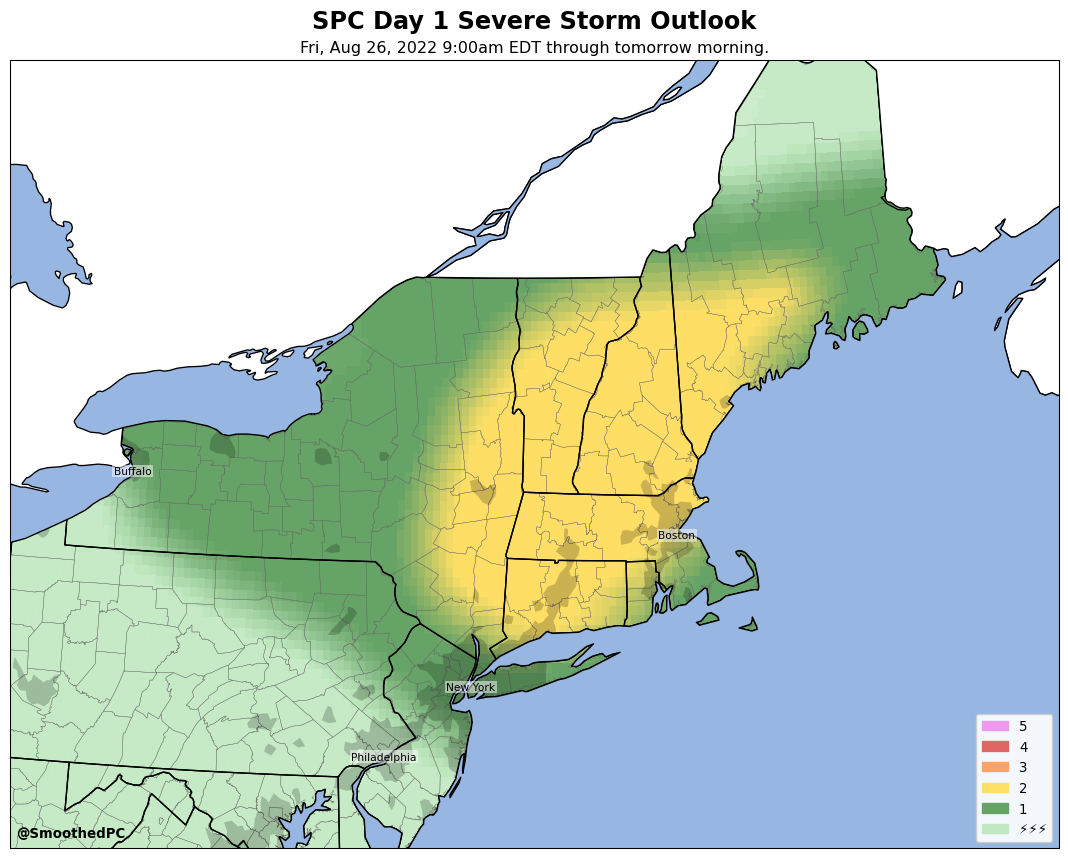 SPC Day 1 Severe Storm Outlook
Fri, Aug 26, 2022 9:00am EDT through tomorrow morning.
Buffalo
Boston
New York
Philadelphia
5
4
3
2
1
⚡⚡⚡
@SmoothedPC